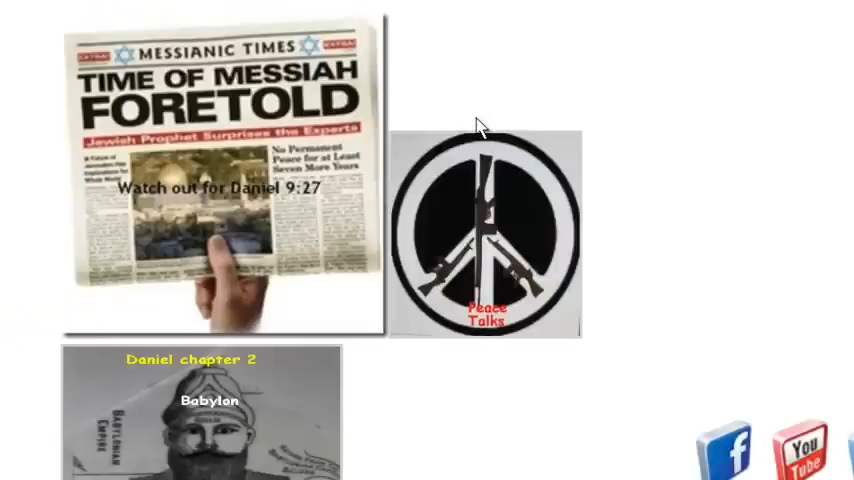 EXTRA!
MESSIANIC TIMES
EXTRA!
TIME OF MESSIAH
FORETOLD
Jewish Prophet Surprises the Experts
No Permanent
Peace for at Least
Seven More Years
Watch out for Daniel 9:27
Peace
Talks
Daniel chapter 2
Babylon
BABYLONIAN
EMPIRE
f
You
Tube